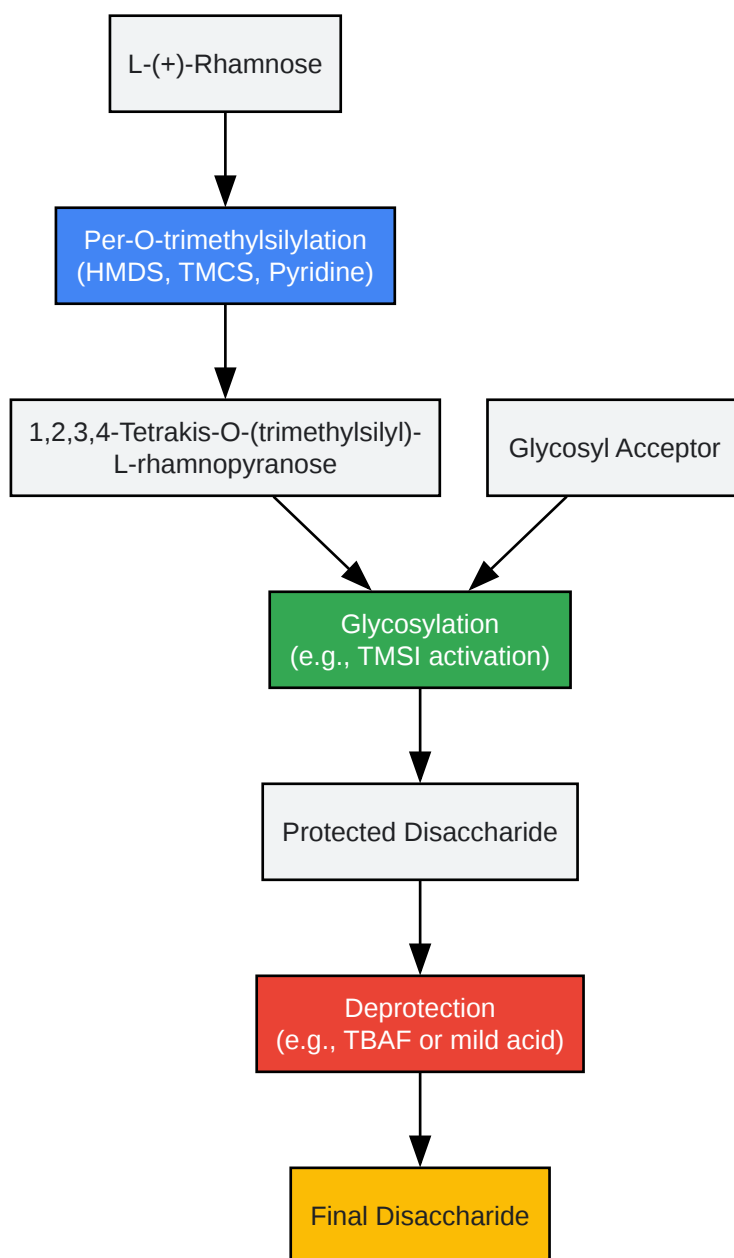 L-(+)-Rhamnose
Per-O-trimethylsilylation
(HMDS, TMCS, Pyridine)
1,2,3,4-Tetrakis-O-(trimethylsilyl)-
L-rhamnopyranose
Glycosyl Acceptor
Glycosylation
(e.g., TMSI activation)
Protected Disaccharide
Deprotection
(e.g., TBAF or mild acid)
Final Disaccharide